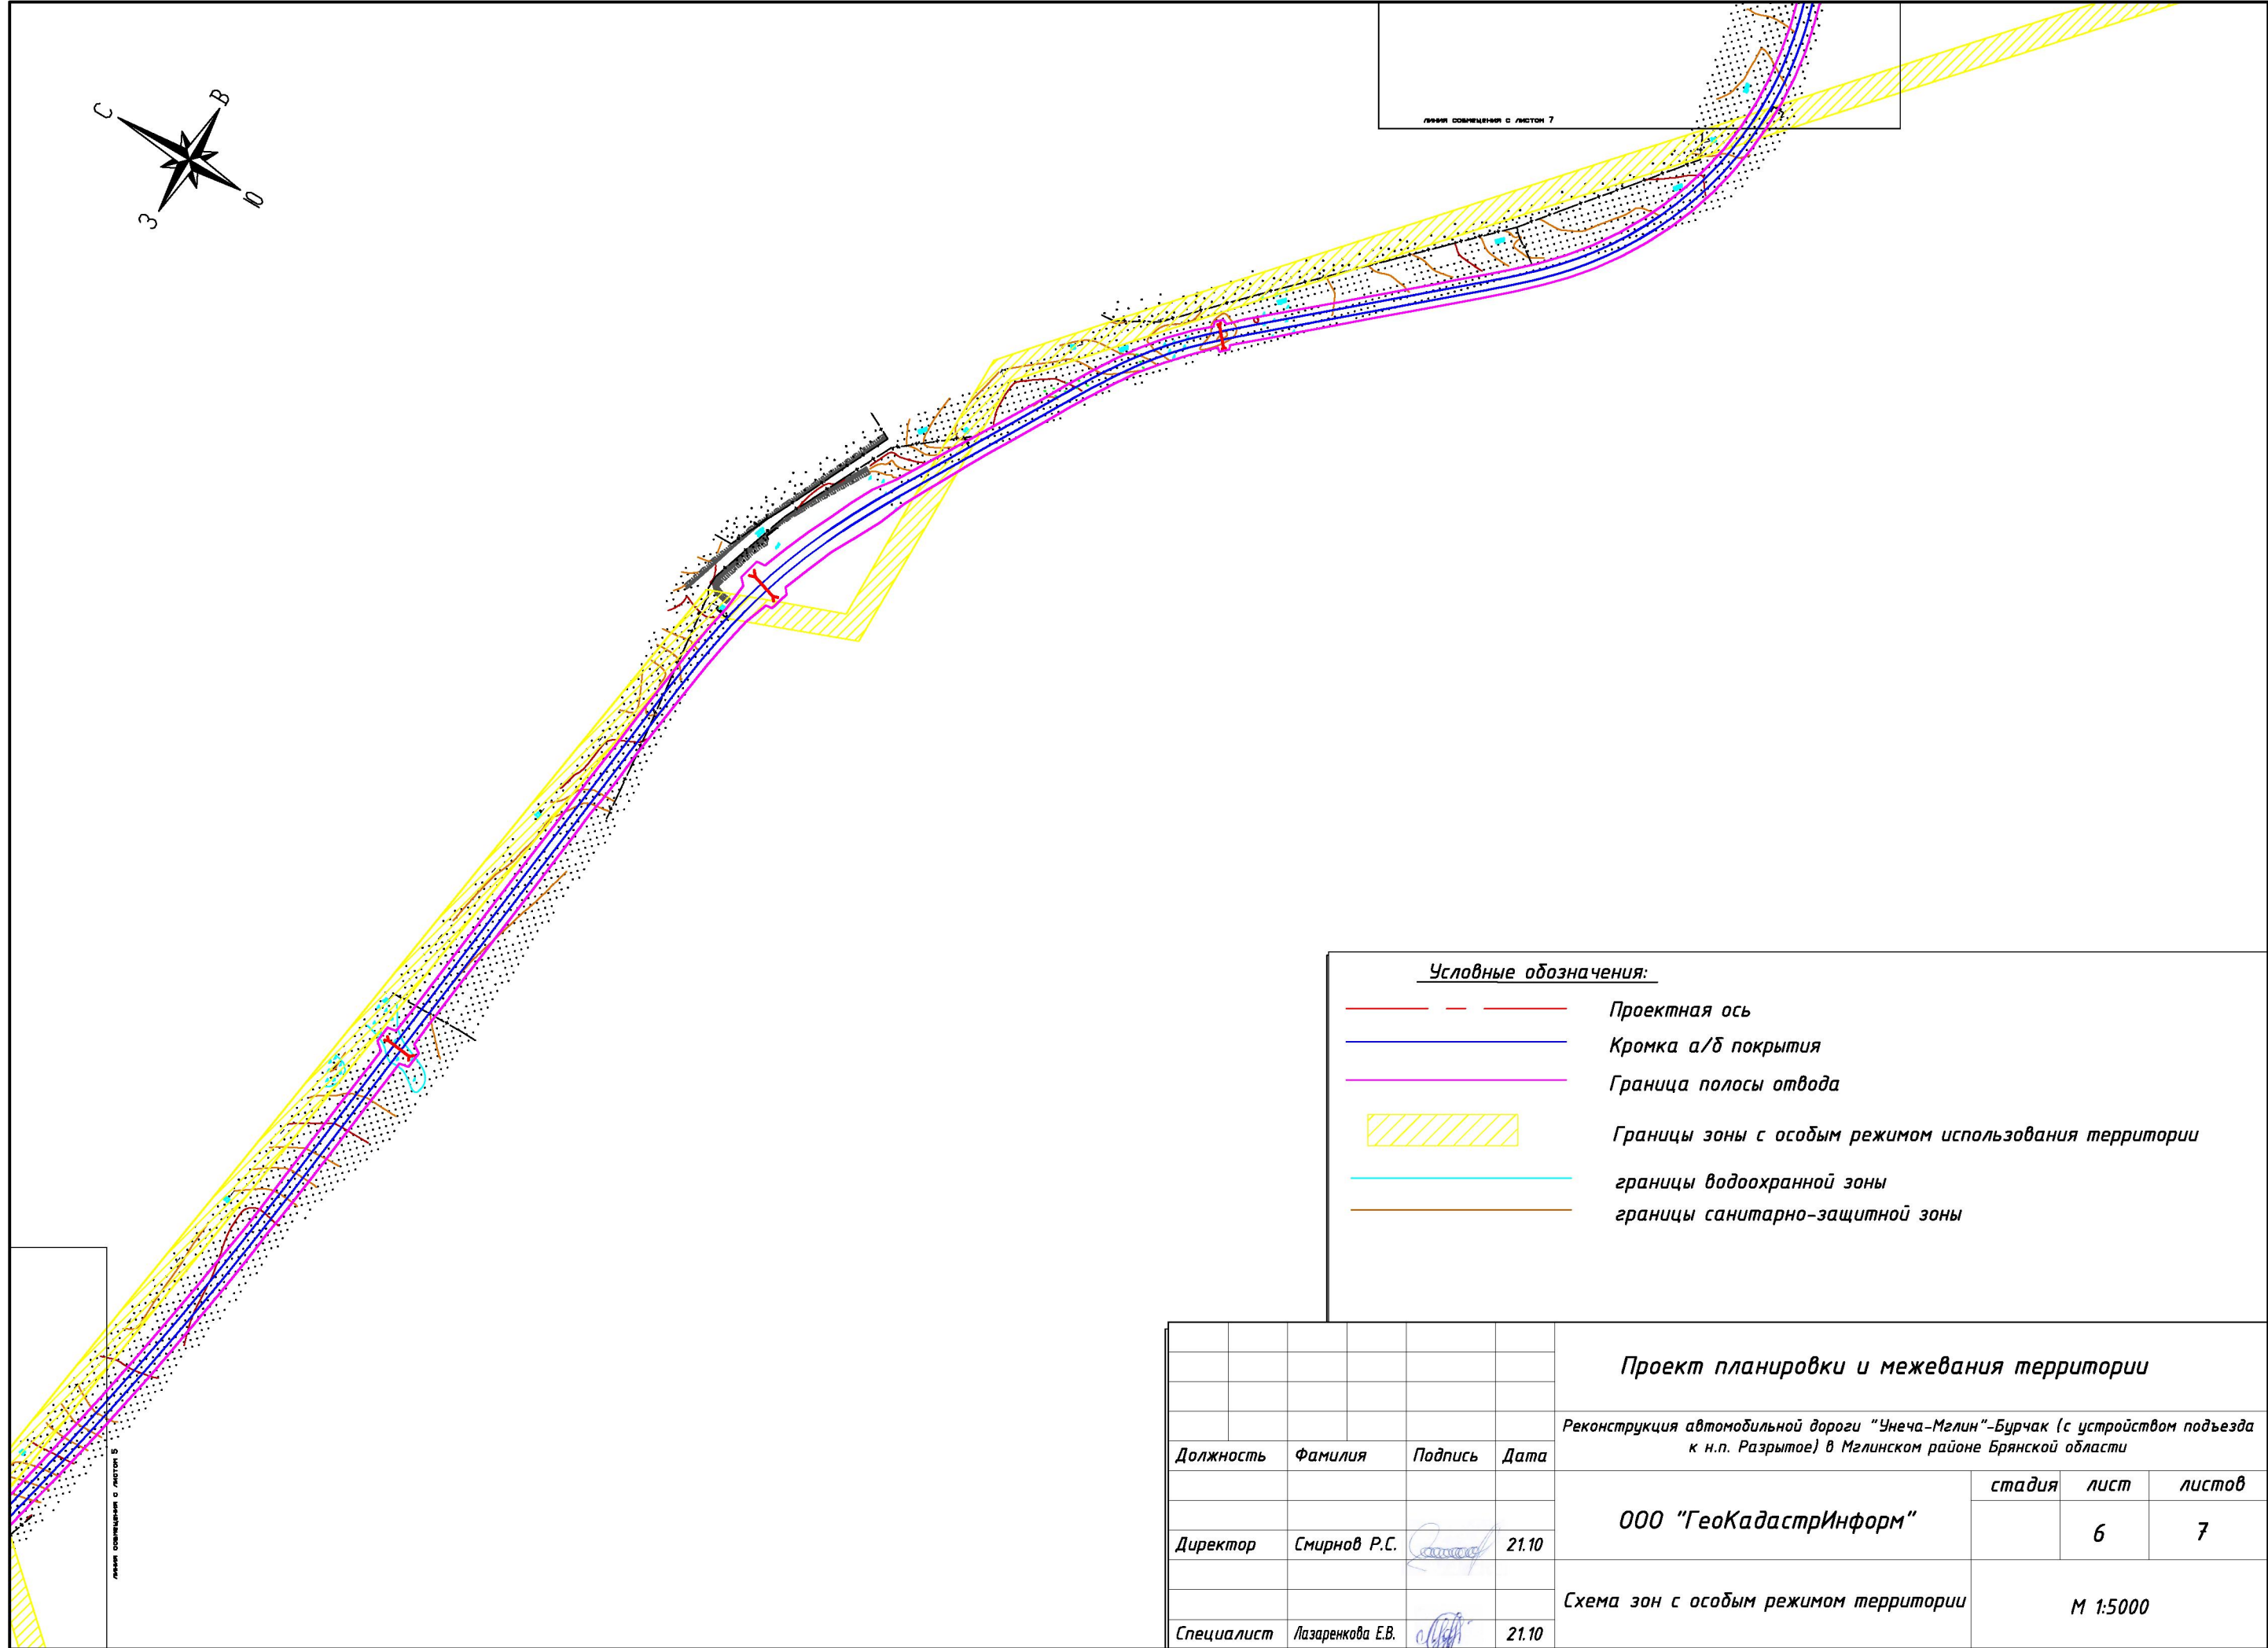 С
В
З
Ю
линия совмещения с листом 7
линия совмещения с листом 5
Условные обозначения:
Проектная ось
Кромка а/б покрытия
Граница полосы отвода
Границы зоны с особым режимом использования территории
границы водоохранной зоны
границы санитарно-защитной зоны
Проект планировки и межевания территории
Реконструкция автомобильной дороги "Унеча-Мглин"-Бурчак (с устройством подъезда
к н.п. Разрытое) в Мглинском районе Брянской области
Должность Фамилия Подпись Дата
ООО "ГеоКадастрИнформ"
стадия лист листов
6 7
Директор Смирнов Р.С. 21.10
Схема зон с особым режимом территории
М 1:5000
Специалист Лазаренкова Е.В. 21.10